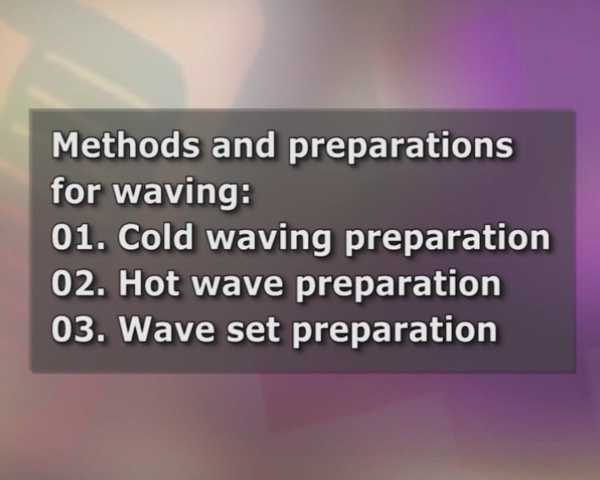 Methods and preparations
for waving:
01. Cold waving preparation
02. Hot wave preparation
03. Wave set preparation